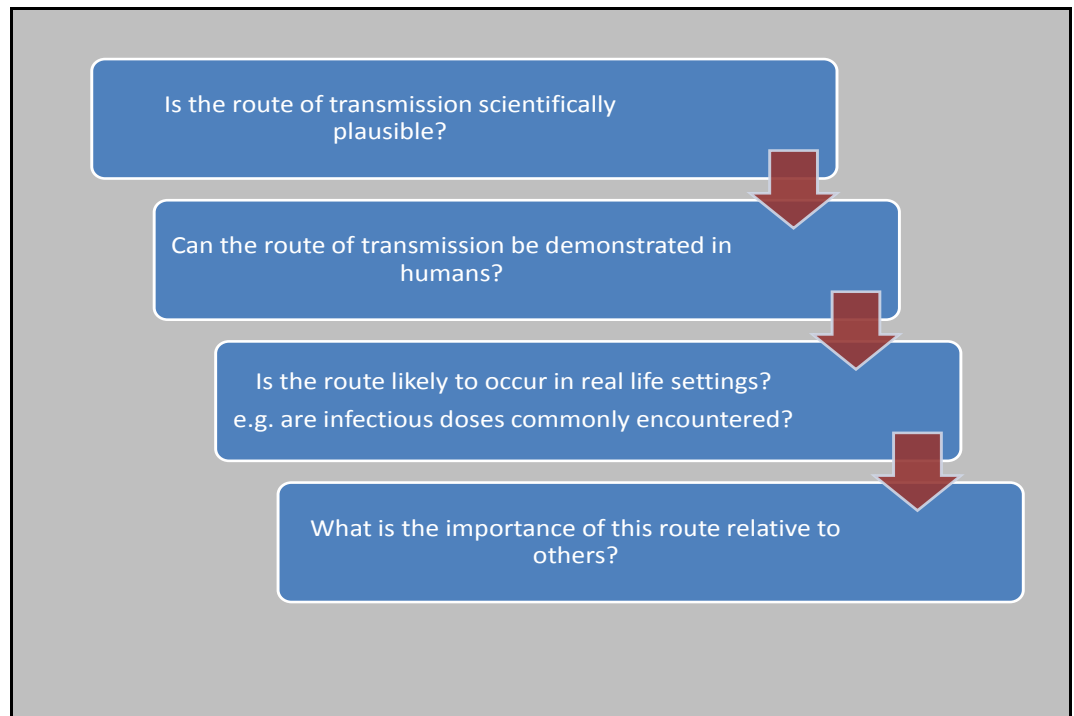 Is the route of transmission scientifically
plausible?
Can the route of transmission be demonstrated in
humans?
Is the route likely to occur in real life settings?
e.g. are infectious doses commonly encountered?
What is the importance of this route relative to
others?